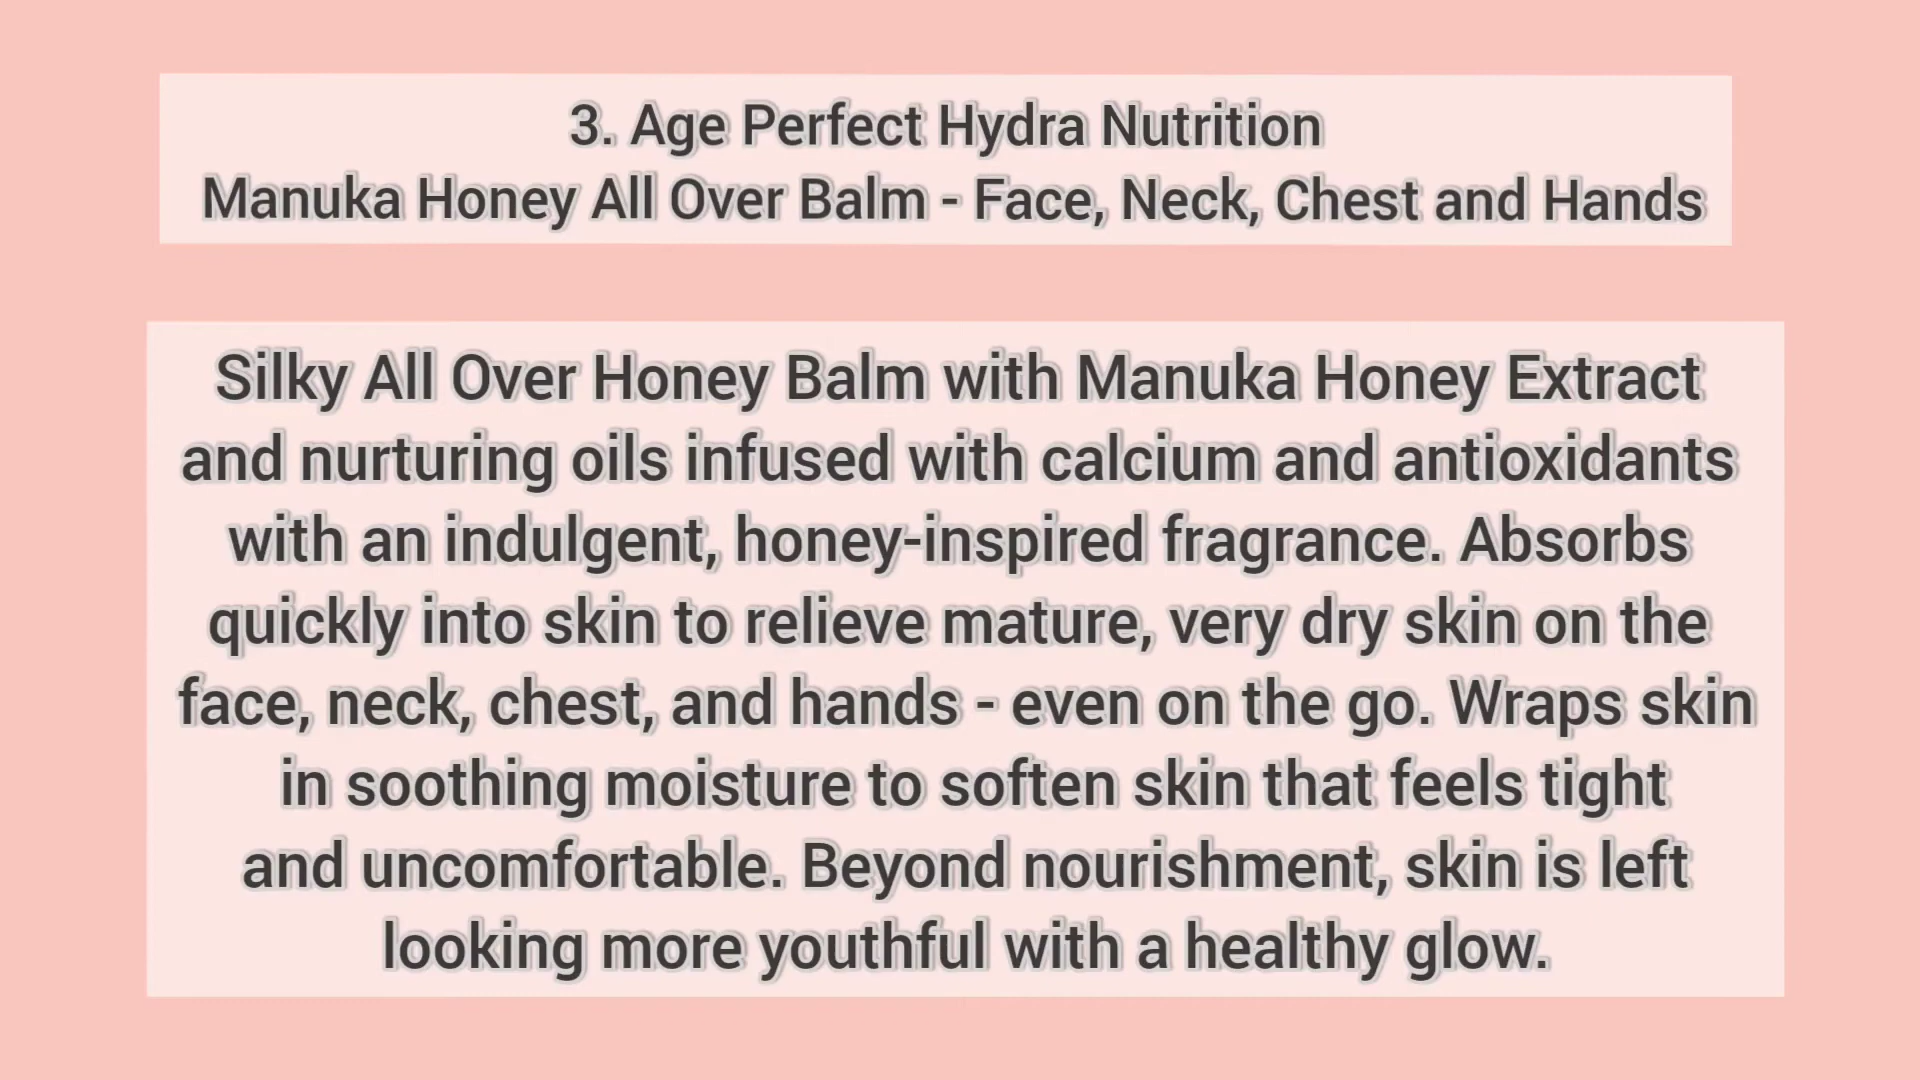 3. Age Perfect Hydra Nutrition
Manuka Honey All Over Balm - Face, Neck, Chest and Hands
Silky All Over Honey Balm with Manuka Honey Extract
and nurturing oils infused with calcium and antioxidants
with an indulgent, honey-inspired fragrance. Absorbs
quickly into skin to relieve mature, very dry skin on the
face, neck, chest, and hands - even on the go. Wraps skin
in soothing moisture to soften skin that feels tight
and uncomfortable. Beyond nourishment, skin is left
looking more youthful with a healthy glow.